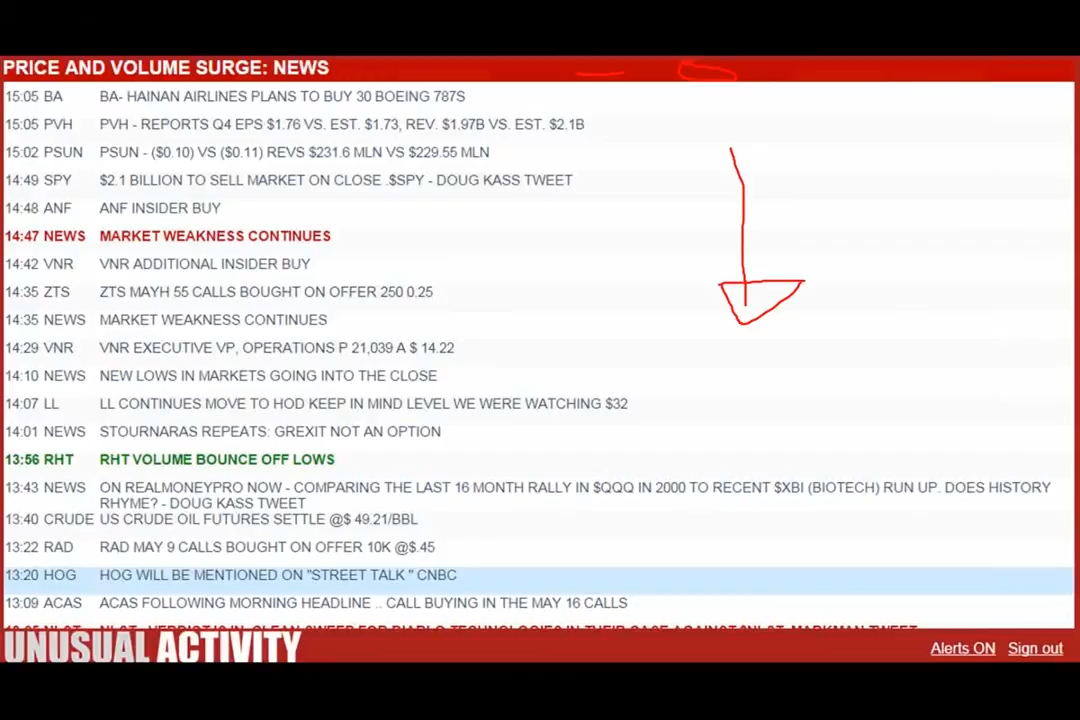 PRICE AND VOLUME SURGE: NEWS
15:05 BA BA- HAINAN AIRLINES PLANS TO BUY 30 BOEING 787S
15:05 PVH PVH - REPORTS Q4 EPS $1.76 VS. EST. $1.73, REV. $1.97B VS. EST. $2.1B
15:02 PSUN PSUN - ($0.10) VS ($0.11) REVS $231.6 MLN VS $229.55 MLN
14:49 SPY $2.1 BILLION TO SELL MARKET ON CLOSE .$SPY - DOUG KASS TWEET
14:48 ANF ANF INSIDER BUY
14:47 NEWS MARKET WEAKNESS CONTINUES
14:42 VNR VNR ADDITIONAL INSIDER BUY
14:35 ZTS ZTS MAYH 55 CALLS BOUGHT ON OFFER 250 0.25
14:35 NEWS MARKET WEAKNESS CONTINUES
14:29 VNR VNR EXECUTIVE VP, OPERATIONS P 21,039 A $ 14.22
14:10 NEWS NEW LOWS IN MARKETS GOING INTO THE CLOSE
14:07 LL LL CONTINUES MOVE TO HOD KEEP IN MIND LEVEL WE WERE WATCHING $32
14:01 NEWS STOURNARAS REPEATS: GREXIT NOT AN OPTION
13:56 RHT RHT VOLUME BOUNCE OFF LOWS
13:43 NEWS ON REALMONEYPRO NOW - COMPARING THE LAST 16 MONTH RALLY IN $QQQ IN 2000 TO RECENT $XBI (BIOTECH) RUN UP. DOES HISTORY
RHYME? - DOUG KASS TWEET
13:40 CRUDE US CRUDE OIL FUTURES SETTLE @$ 49.21/BBL
13:22 RAD RAD MAY 9 CALLS BOUGHT ON OFFER 10K @$.45
13:20 HOG HOG WILL BE MENTIONED ON "STREET TALK " CNBC
13:09 ACAS ACAS FOLLOWING MORNING HEADLINE .. CALL BUYING IN THE MAY 16 CALLS
UNUSUAL ACTIVITY
Alerts ON Sign out